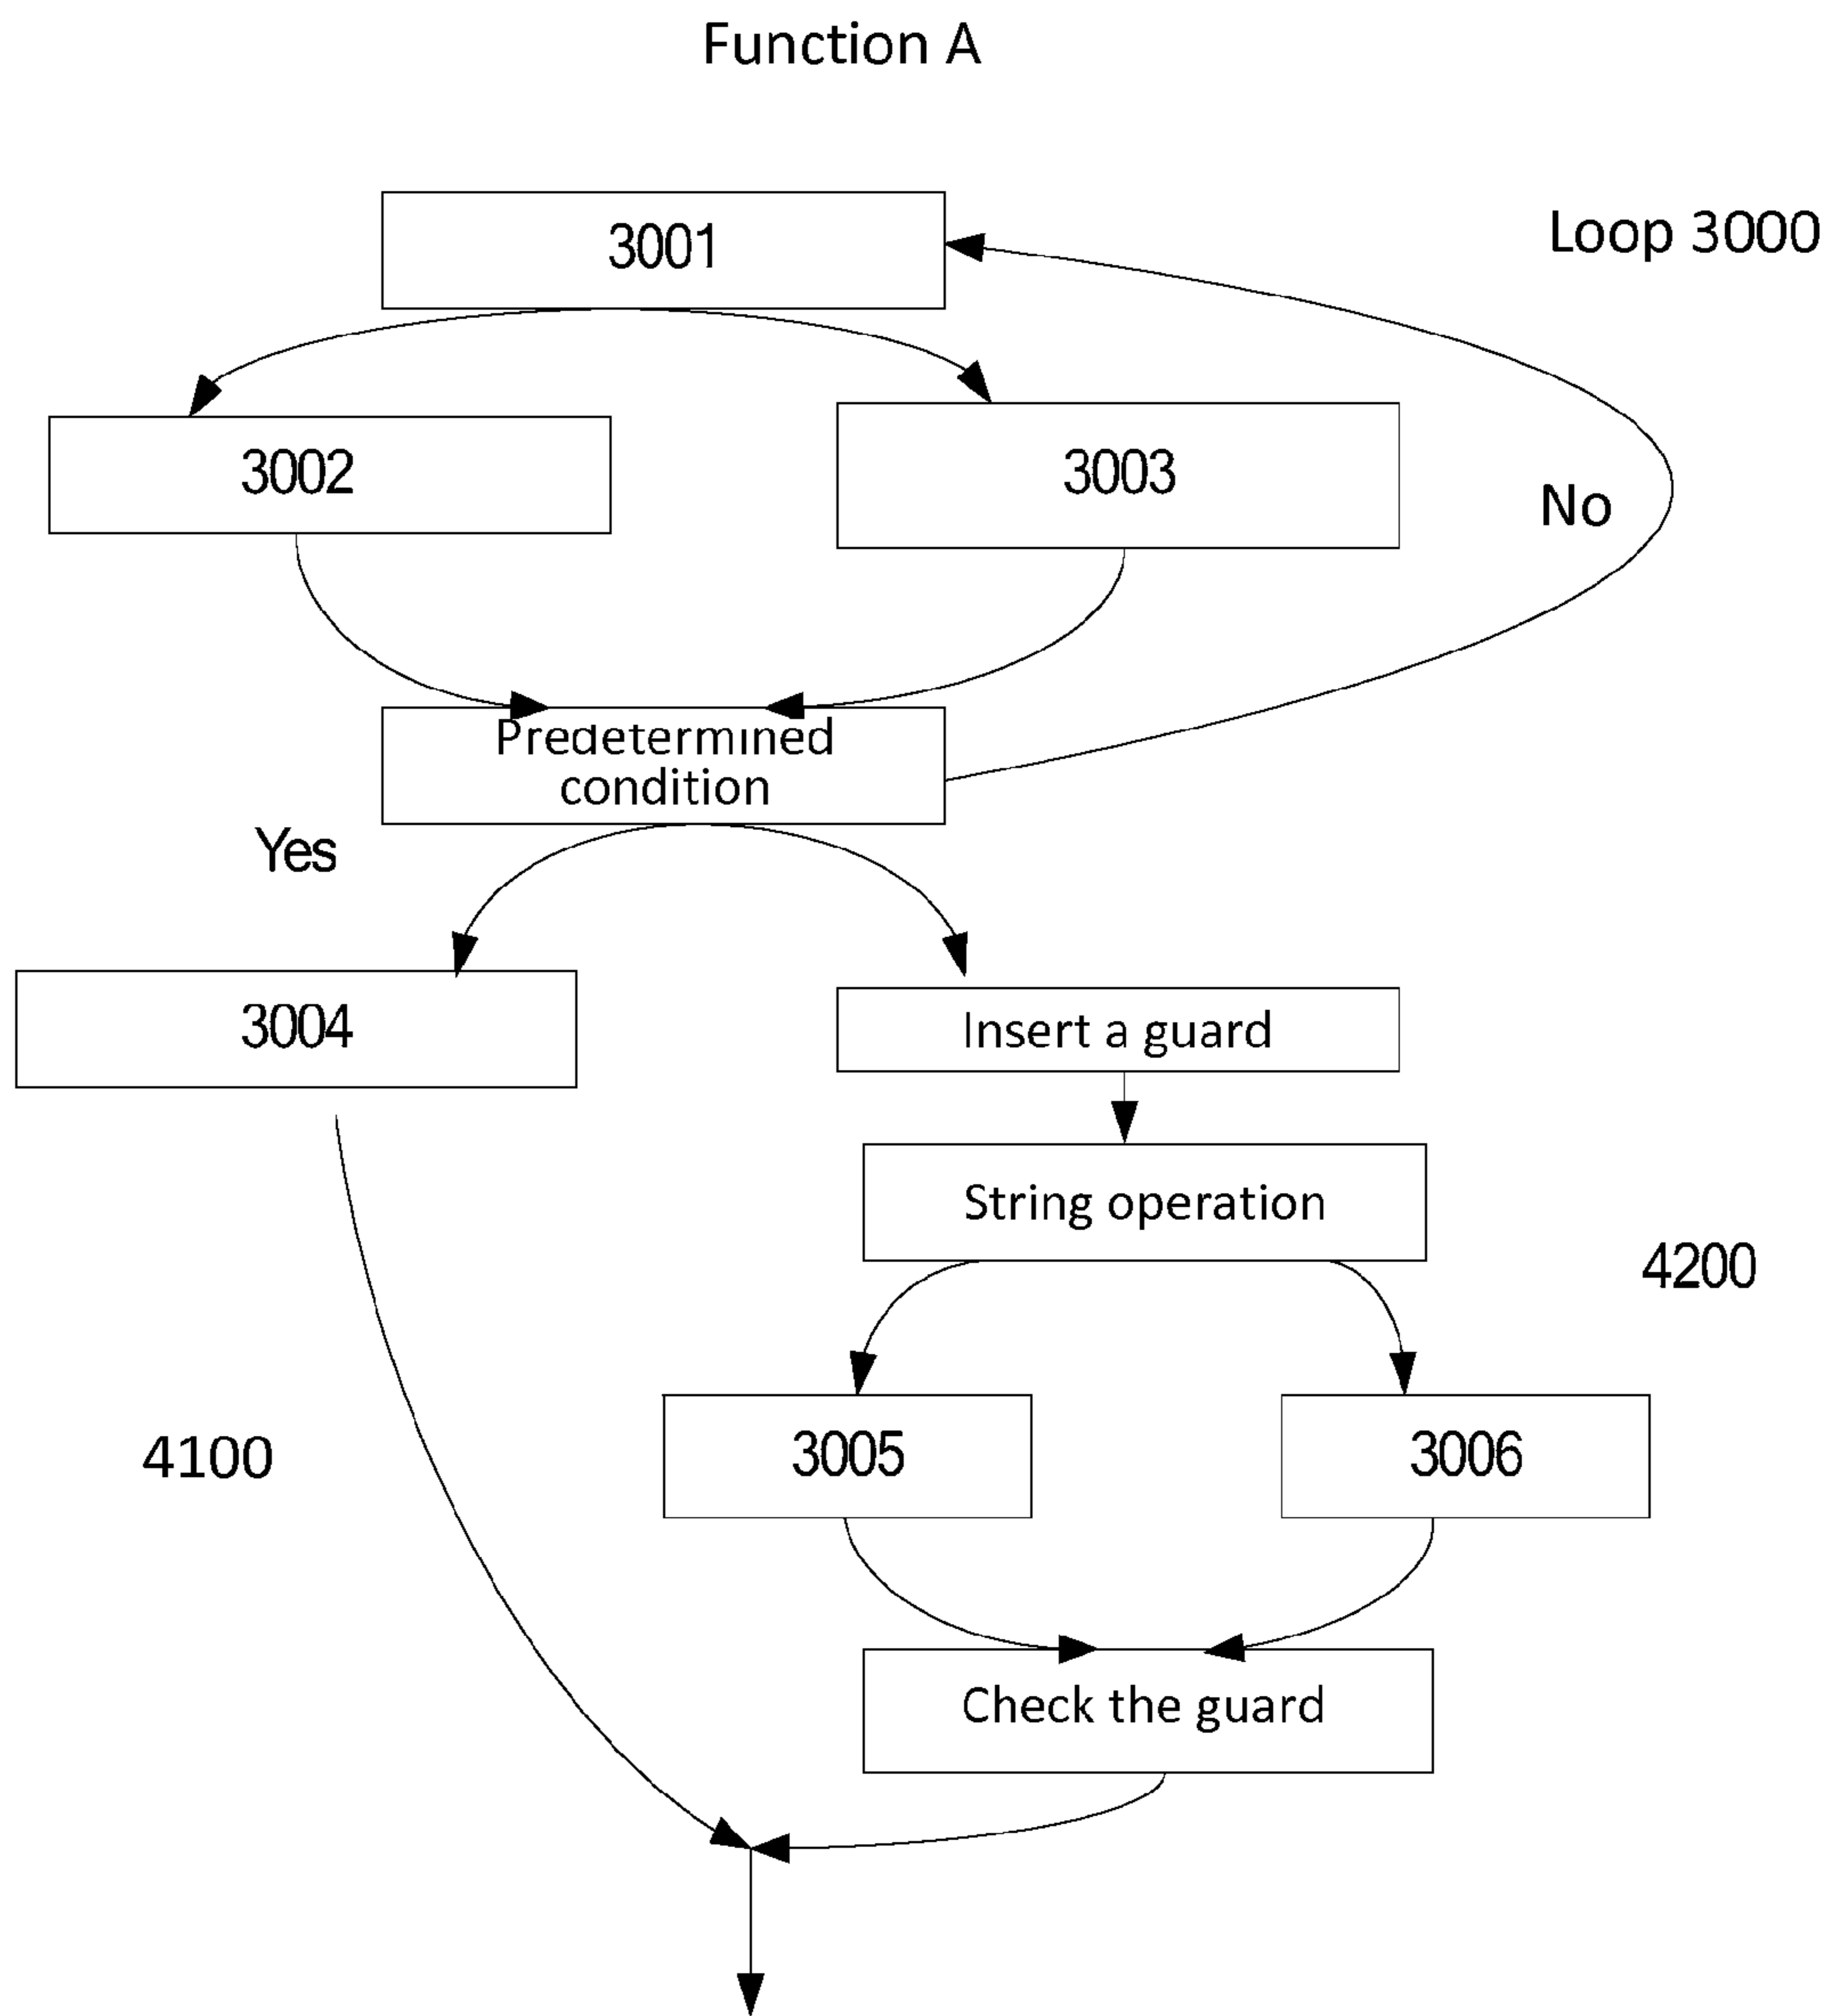 Function A
3001
Loop 3000
3002
3003
No
Predetermined
condition
Yes
3004
Insert a guard
String operation
4200
4100
3005
3006
Check the guard